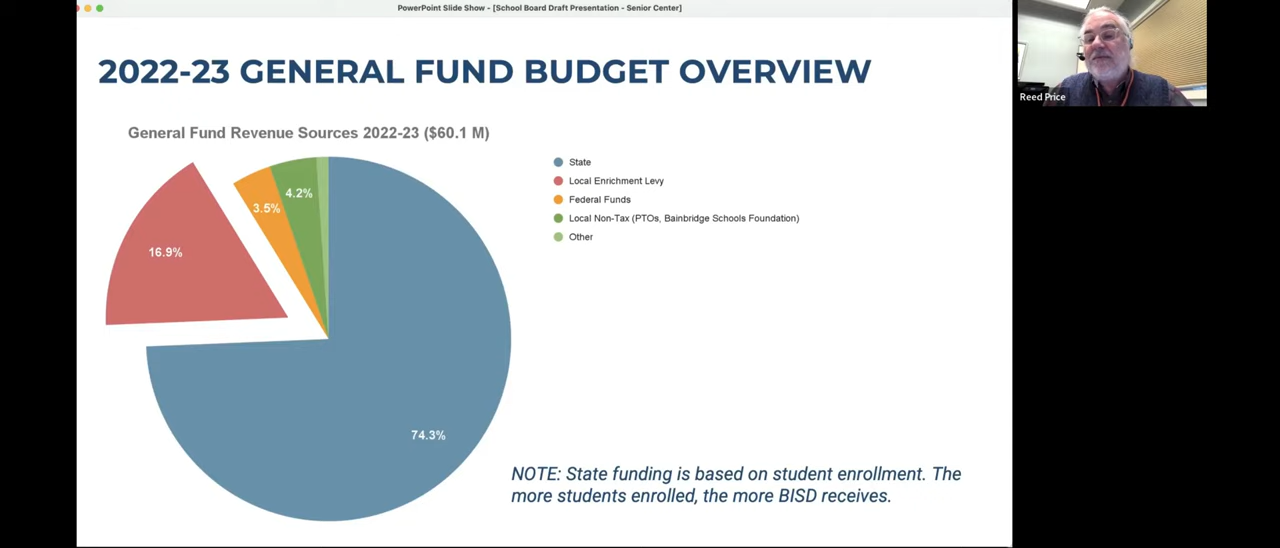 PowerPoint Slide Show - [School Board Draft Presentation - Senior Center]
2022-23 GENERAL FUND BUDGET OVERVIEW
Reed Price
General Fund Revenue Sources 2022-23 ($60.1 M)
State
Local Enrichment Levy
Federal Funds
Local Non-Tax (PTOs, Bainbridge Schools Foundation)
Other
4.2%
3.5%
16.9%
74.3%
NOTE: State funding is based on student enrollment. The
more students enrolled, the more BISD receives.